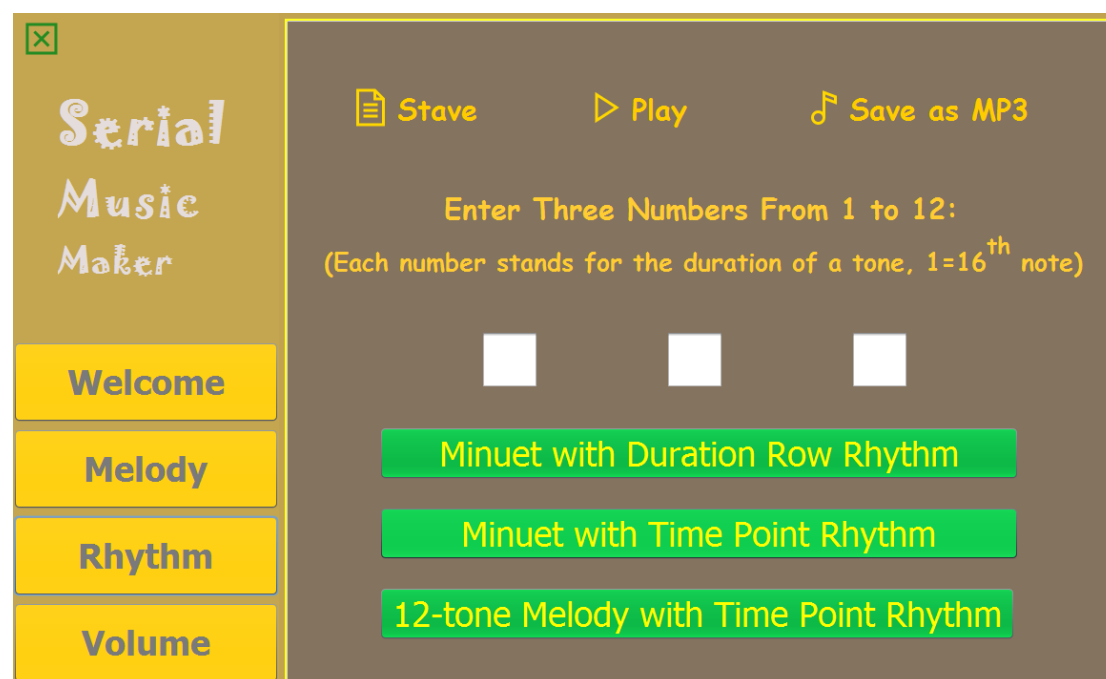 Serial
Music
Maker
Welcome
Melody
Rhythm
Volume
Stave
Play
Save as MP3
Enter Three Numbers From 1 to 12:
(Each number stands for the duration of a tone, 1=16th note)
Minuet with Duration Row Rhythm
Minuet with Time Point Rhythm
12-tone Melody with Time Point Rhythm